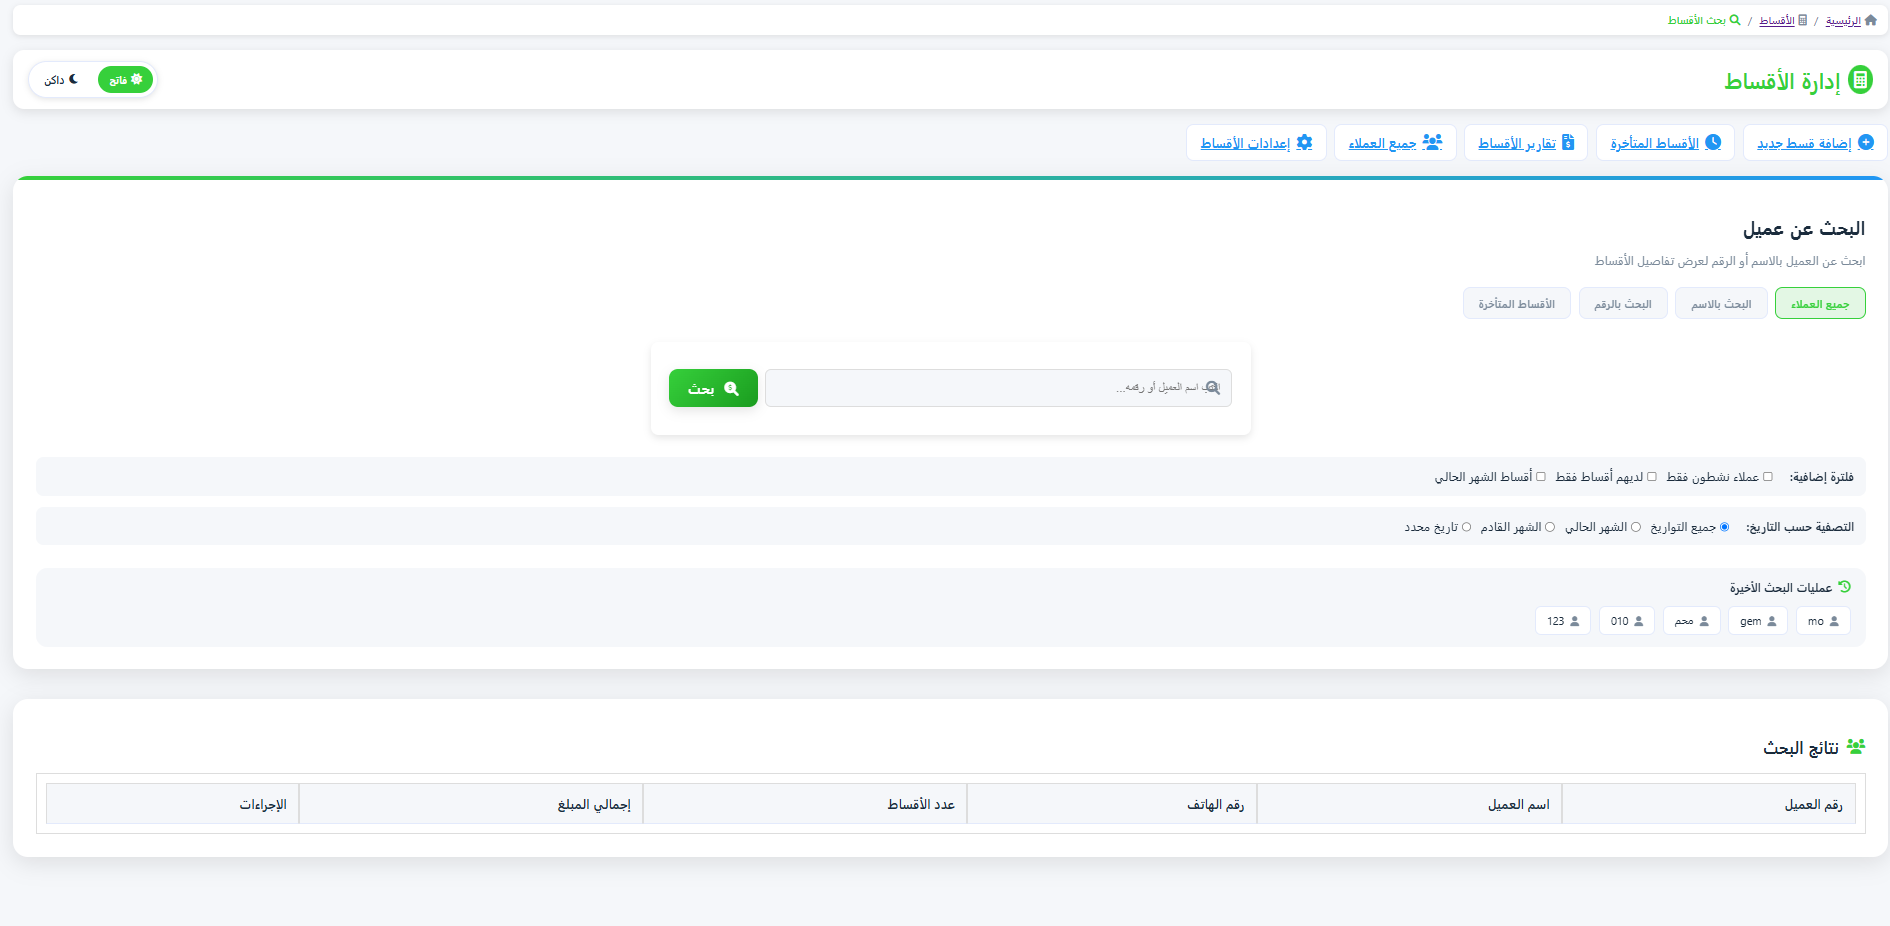 الرئيسية / الأقساط / بحث الأقساط
إدارة الأقساط
فاتح داكن
إضافة قسط جديد الأقساط المتأخرة تقارير الأقساط جميع العملاء إعدادات الأقساط
البحث عن عميل
ابحث عن العميل بالاسم أو الرقم لعرض تفاصيل الأقساط
جميع العملاء البحث بالاسم البحث بالرقم الأقساط المتأخرة
اسم العميل أو رقمه... بحث
فلترة إضافية: عملاء نشطون فقط لديهم أقساط فقط أقساط الشهر الحالي
التصفية حسب التاريخ: جميع التواريخ الشهر الحالي الشهر القادم تاريخ محدد
عمليات البحث الأخيرة
mo gem محم 010 123
نتائج البحث
رقم العميل اسم العميل رقم الهاتف عدد الأقساط إجمالي المبلغ الإجراءات